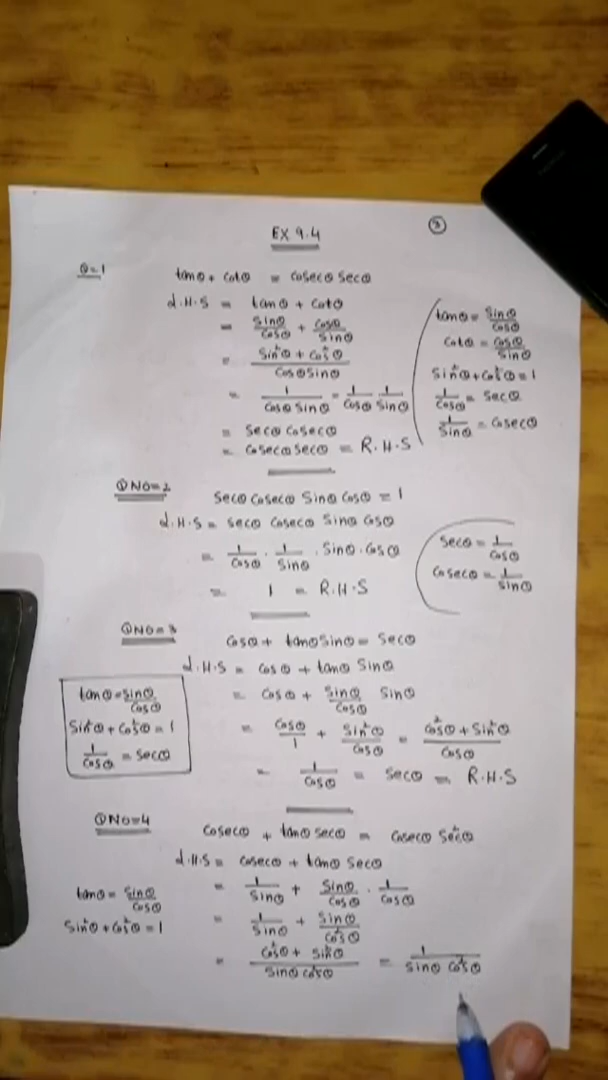 EX 9.4
③
Q=1
tanθ + cotθ = cosecθ secθ
L.H.S = tanθ + cotθ
= sinθ/cosθ + cosθ/sinθ
= sin²θ + cos²θ / cosθ sinθ
= 1/cosθ sinθ = 1/cosθ 1/sinθ
= secθ cosecθ
= cosecθ secθ = R.H.S
tanθ = sinθ/cosθ
cotθ = cosθ/sinθ
sin²θ + cos²θ = 1
1/cosθ = secθ
1/sinθ = cosecθ
QNO=2
secθ cosecθ sinθ cosθ = 1
L.H.S = secθ cosecθ sinθ cosθ
= 1/cosθ . 1/sinθ . sinθ . cosθ
= 1 = R.H.S
secθ = 1/cosθ
cosecθ = 1/sinθ
QNO=3
cosθ + tanθ sinθ = secθ
L.H.S = cosθ + tanθ sinθ
= cosθ + sinθ/cosθ sinθ
= cosθ/1 + sin²θ/cosθ = cos²θ + sin²θ / cosθ
= 1/cosθ = secθ = R.H.S
tanθ = sinθ/cosθ
sin²θ + cos²θ = 1
1/cosθ = secθ
QNO=4
cosecθ + tanθ secθ = cosecθ sec²θ
L.H.S = cosecθ + tanθ secθ
= 1/sinθ + sinθ/cosθ . 1/cosθ
= 1/sinθ + sinθ/cos²θ
= cos²θ + sin²θ / sinθ cos²θ = 1/sinθ cos²θ
tanθ = sinθ/cosθ
sin²θ + cos²θ = 1